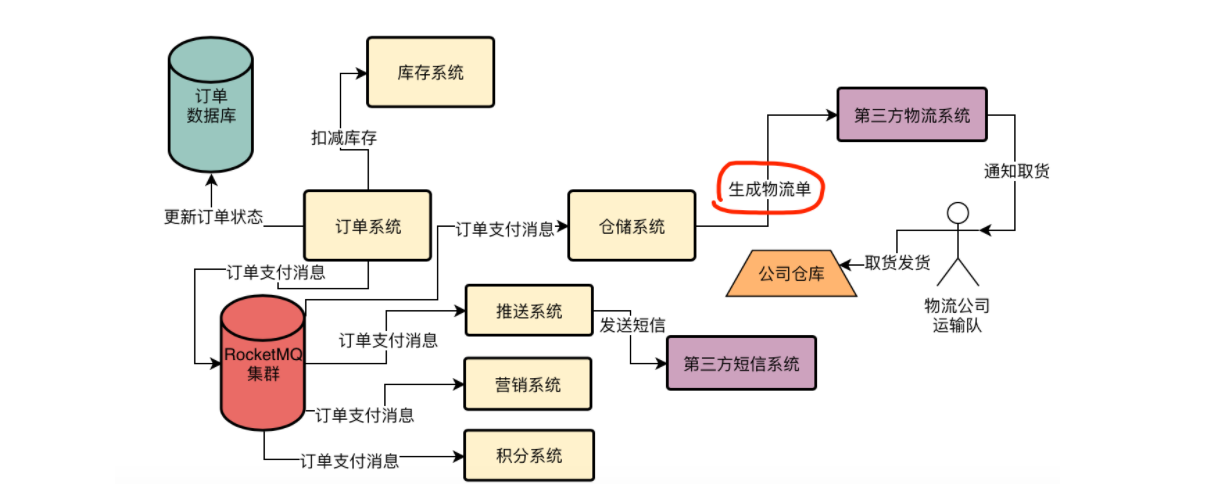 订单
数据库
库存系统
扣减库存
第三方物流系统
通知取货
生成物流单
更新订单状态
订单系统
订单支付消息
仓储系统
订单支付消息
公司仓库
取货发货
物流公司
运输队
推送系统
订单支付消息
发送短信
RocketMQ
集群
第三方短信系统
营销系统
订单支付消息
积分系统
订单支付消息